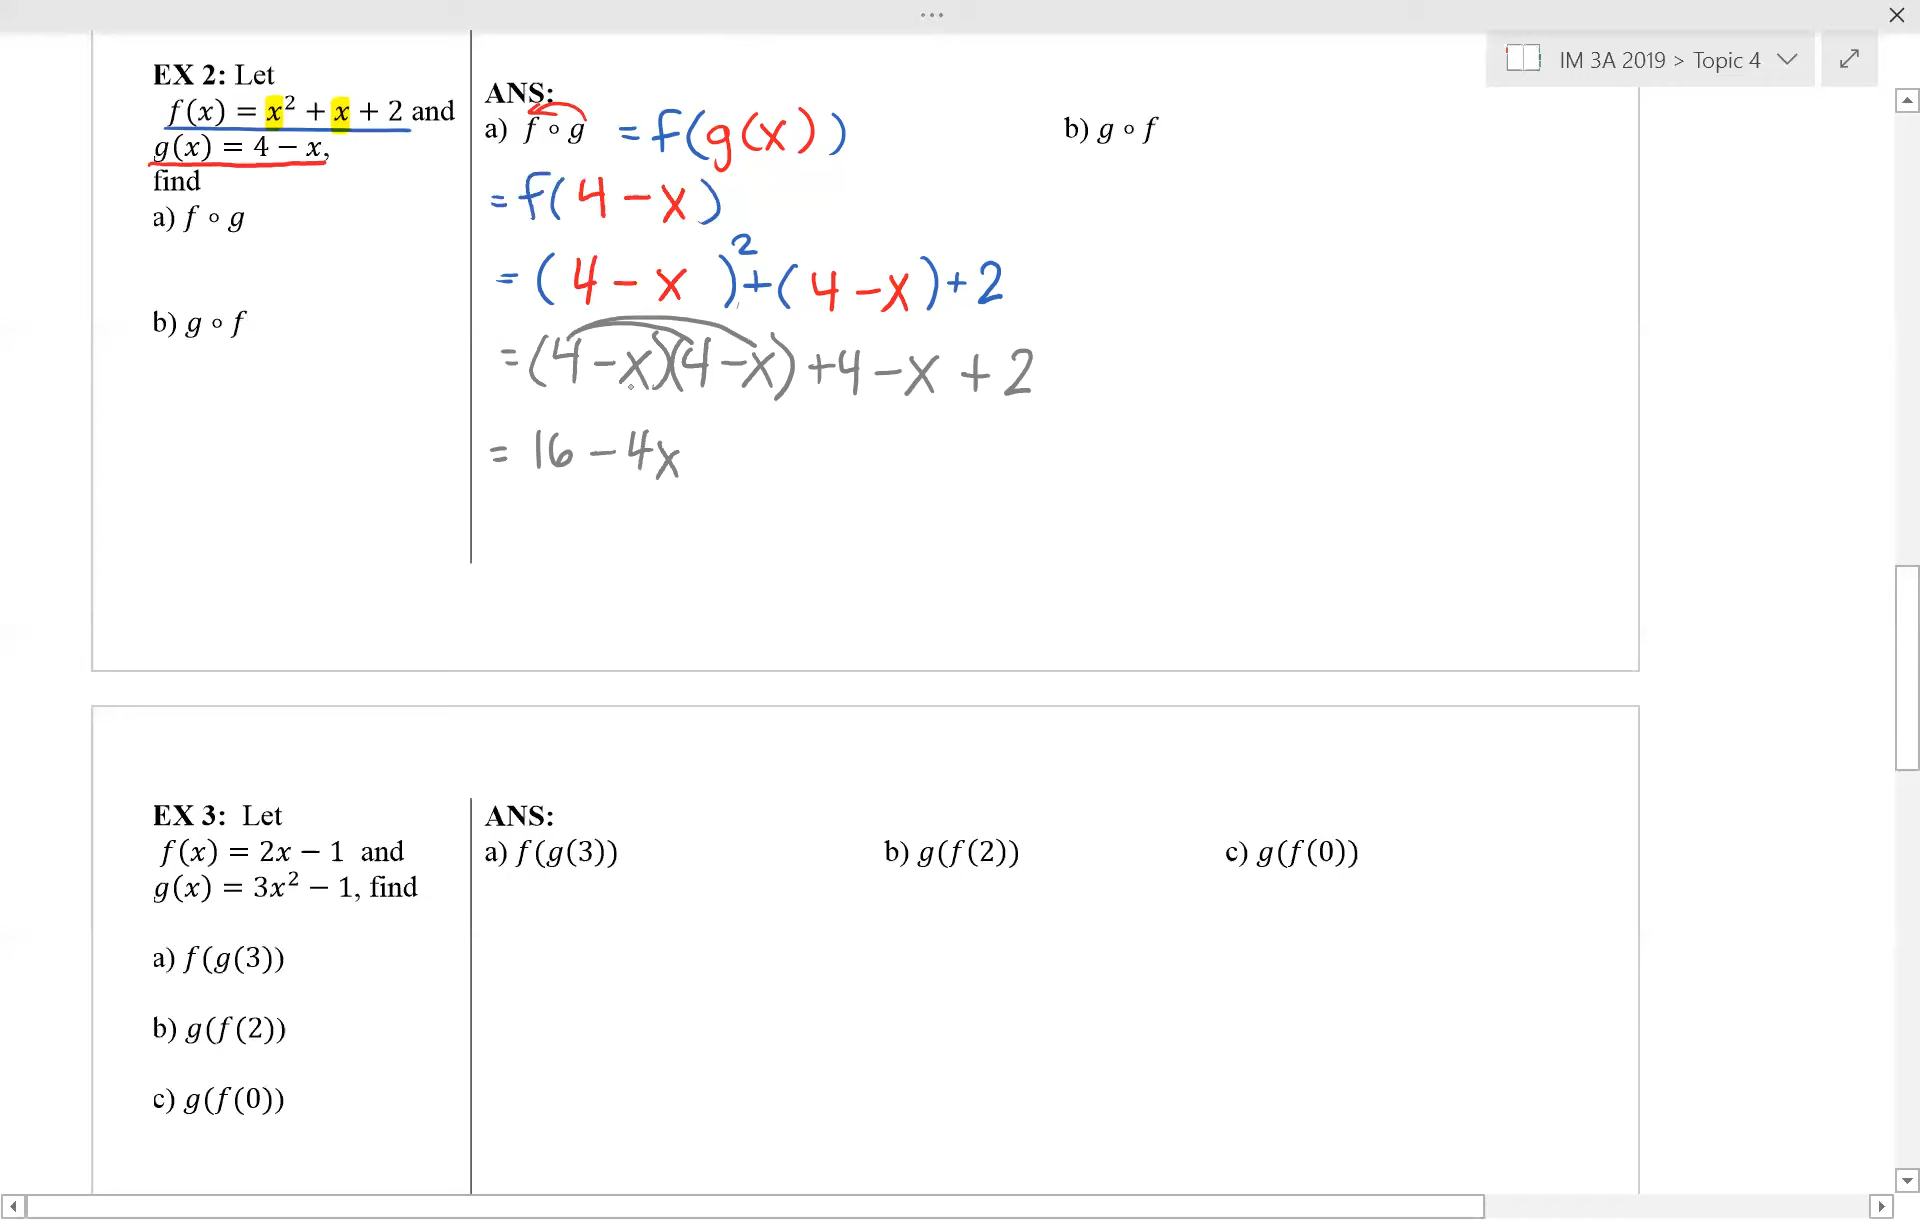 IM 3A 2019 > Topic 4
EX 2: Let
f(x) = x² + x + 2 and
g(x) = 4 − x,
find
a) f ∘ g
b) g ∘ f
ANS:
a) f ∘ g = f(g(x))
= f(4 − x)
= (4 − x)² + (4 − x) + 2
= (4 − x)(4 − x) + 4 − x + 2
= 16 − 4x
b) g ∘ f
EX 3: Let
f(x) = 2x − 1 and
g(x) = 3x² − 1, find
a) f(g(3))
b) g(f(2))
c) g(f(0))
ANS:
a) f(g(3))
b) g(f(2))
c) g(f(0))